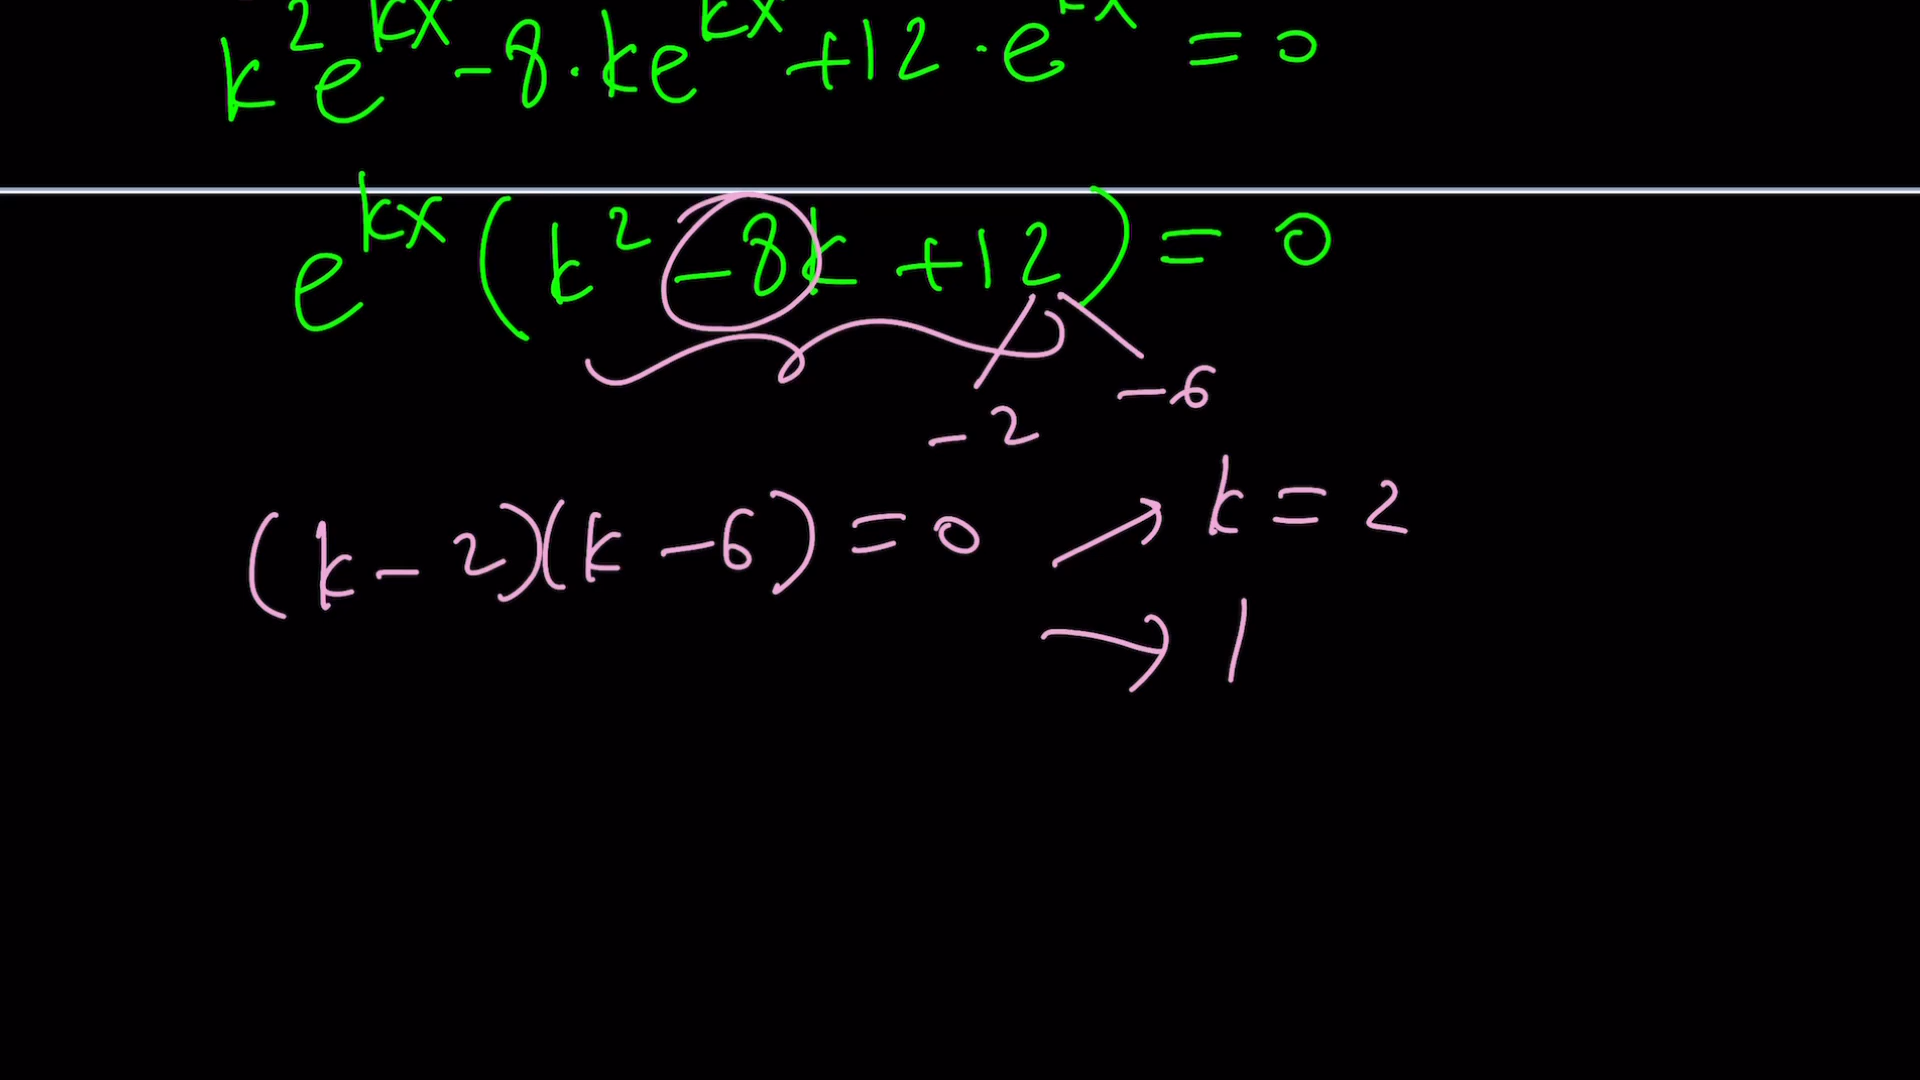 k²e^kx - 8·ke^kx + 12·e^kx = 0
e^kx (k² - 8k + 12) = 0
-2 -6
(k - 2)(k - 6) = 0 → k = 2
→ |